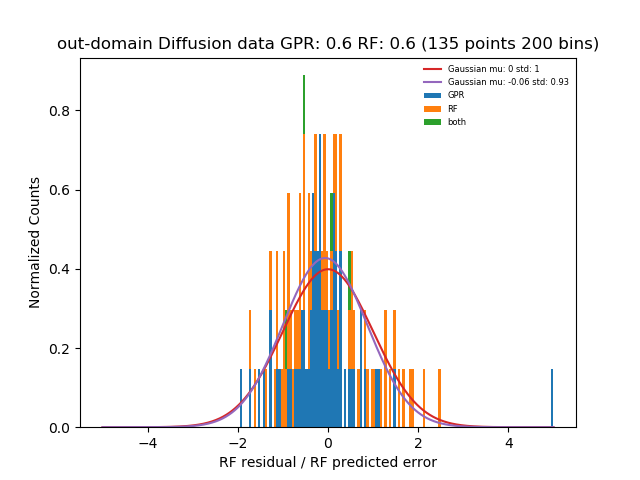 out-domain Diffusion data GPR: 0.6 RF: 0.6 (135 points 200 bins)
Gaussian mu: 0 std: 1
Gaussian mu: -0.06 std: 0.93
GPR
RF
both
Normalized Counts
0.8
0.6
0.4
0.2
0.0
−4 −2 0 2 4
RF residual / RF predicted error